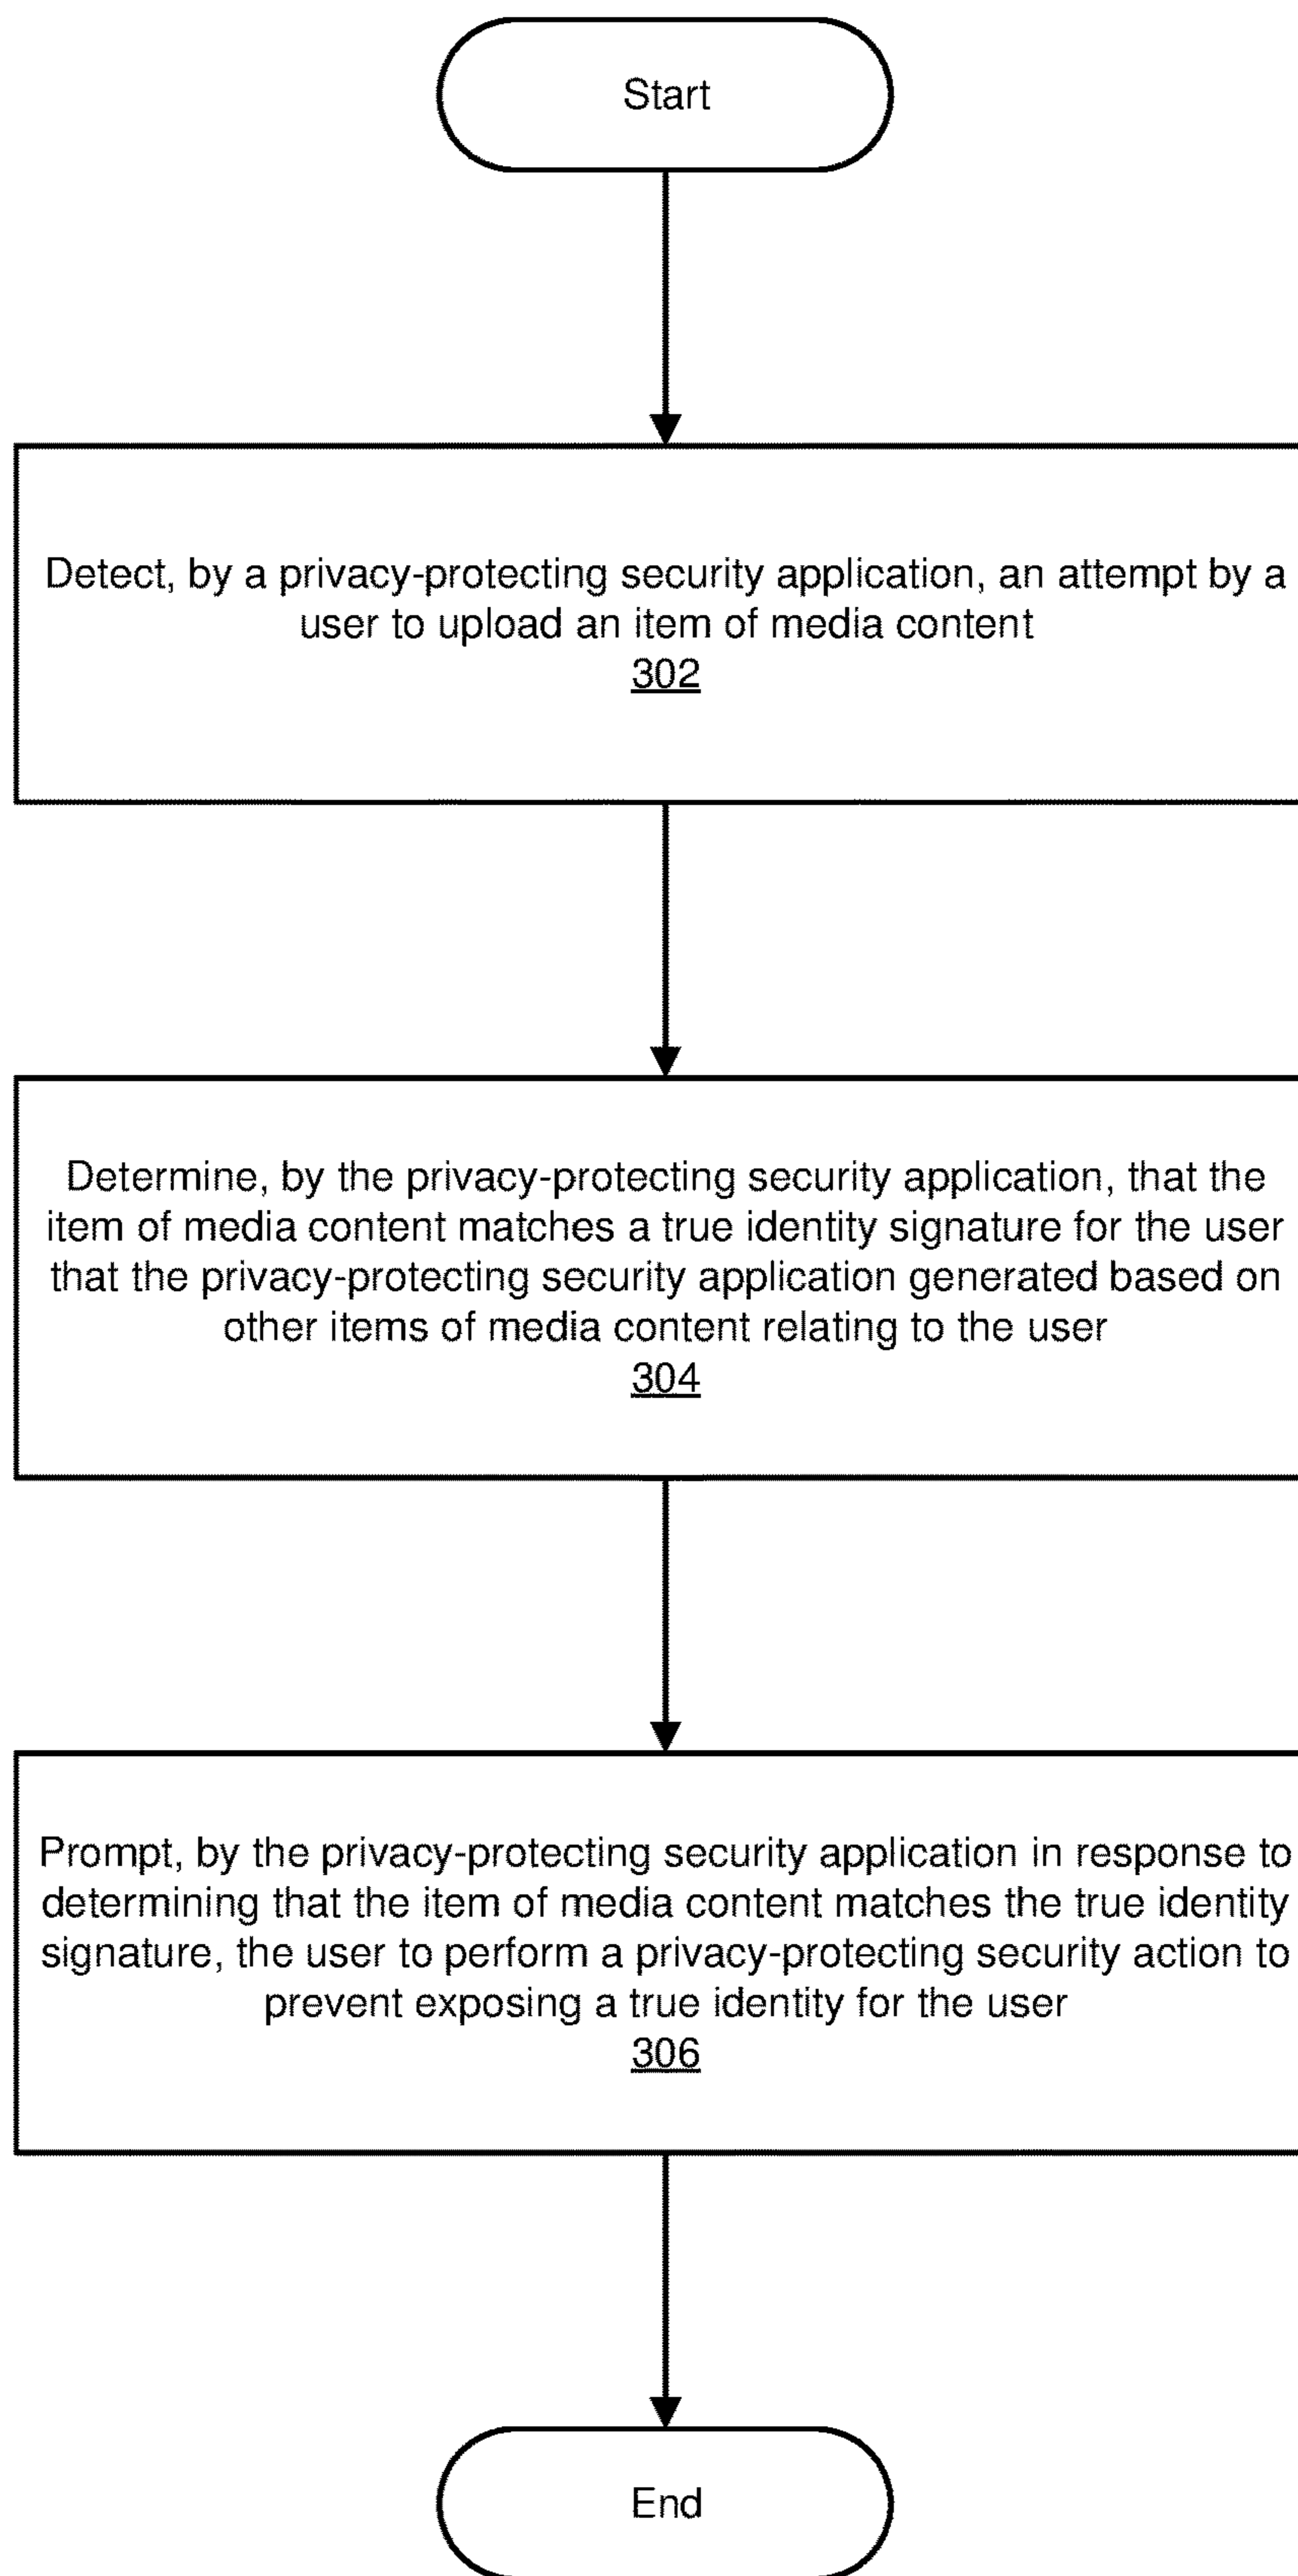 Start
Detect, by a privacy-protecting security application, an attempt by a
user to upload an item of media content
302
Determine, by the privacy-protecting security application, that the
item of media content matches a true identity signature for the user
that the privacy-protecting security application generated based on
other items of media content relating to the user
304
Prompt, by the privacy-protecting security application in response to
determining that the item of media content matches the true identity
signature, the user to perform a privacy-protecting security action to
prevent exposing a true identity for the user
306
End